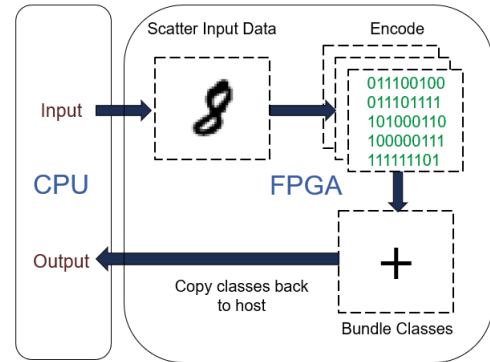 Scatter Input Data
Encode
Input
011100100
011101111
101000110
100000111
111111101
CPU
FPGA
Output
+
Copy classes back
to host
Bundle Classes